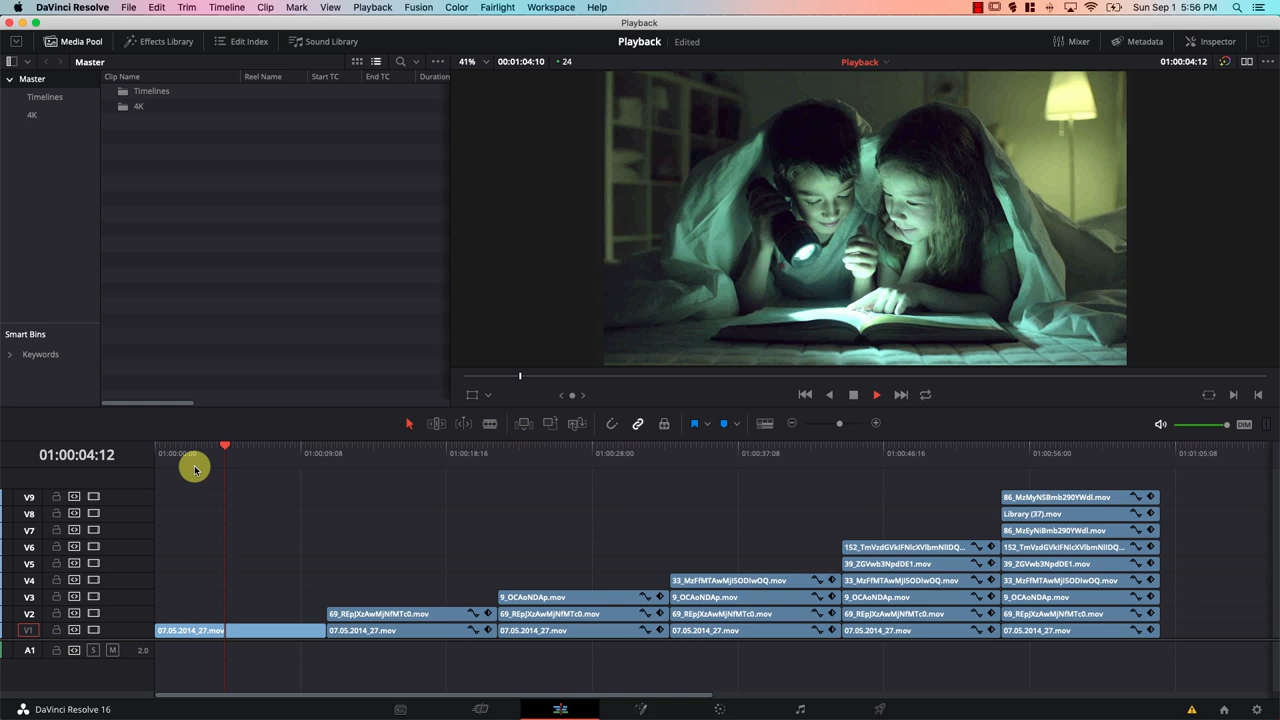 DaVinci Resolve File Edit Trim Timeline Clip Mark View Playback Fusion Color Fairlight Workspace Help Sun Sep 1 5:56 PM
Playback
Media Pool Effects Library Edit Index Sound Library Playback Edited Mixer Metadata Inspector
Master 41% 00:01:04:10 24 Playback 01:00:04:12
Master Clip Name Reel Name Start TC End TC Duration
Timelines
Timelines
4K
4K
Smart Bins
Keywords
DIM
01:00:04:12 01:00:00:00 01:00:09:08 01:00:18:16 01:00:28:00 01:00:37:08 01:00:46:16 01:00:56:00 01:01:05:08
V9 86_MzMyNSBmb290YWdl.mov
V8 Library (37).mov
V7 86_MzEyNiBmb290YWdl.mov
V6 152_TmVzdGVkIFNlcXVlbmNlIDQ... 152_TmVzdGVkIFNlcXVlbmNlIDQ...
V5 39_ZGVwb3NpdDE1.mov 39_ZGVwb3NpdDE1.mov
V4 33_MzFfMTAwMjI5ODIwOQ.mov 33_MzFfMTAwMjI5ODIwOQ.mov 33_MzFfMTAwMjI5ODIwOQ.mov
V3 9_OCAoNDAp.mov 9_OCAoNDAp.mov 9_OCAoNDAp.mov 9_OCAoNDAp.mov
V2 69_REpJXzAwMjNfMTc0.mov 69_REpJXzAwMjNfMTc0.mov 69_REpJXzAwMjNfMTc0.mov 69_REpJXzAwMjNfMTc0.mov 69_REpJXzAwMjNfMTc0.mov
V1 07.05.2014_27.mov 07.05.2014_27.mov 07.05.2014_27.mov 07.05.2014_27.mov 07.05.2014_27.mov 07.05.2014_27.mov
A1 S M 2.0
DaVinci Resolve 16